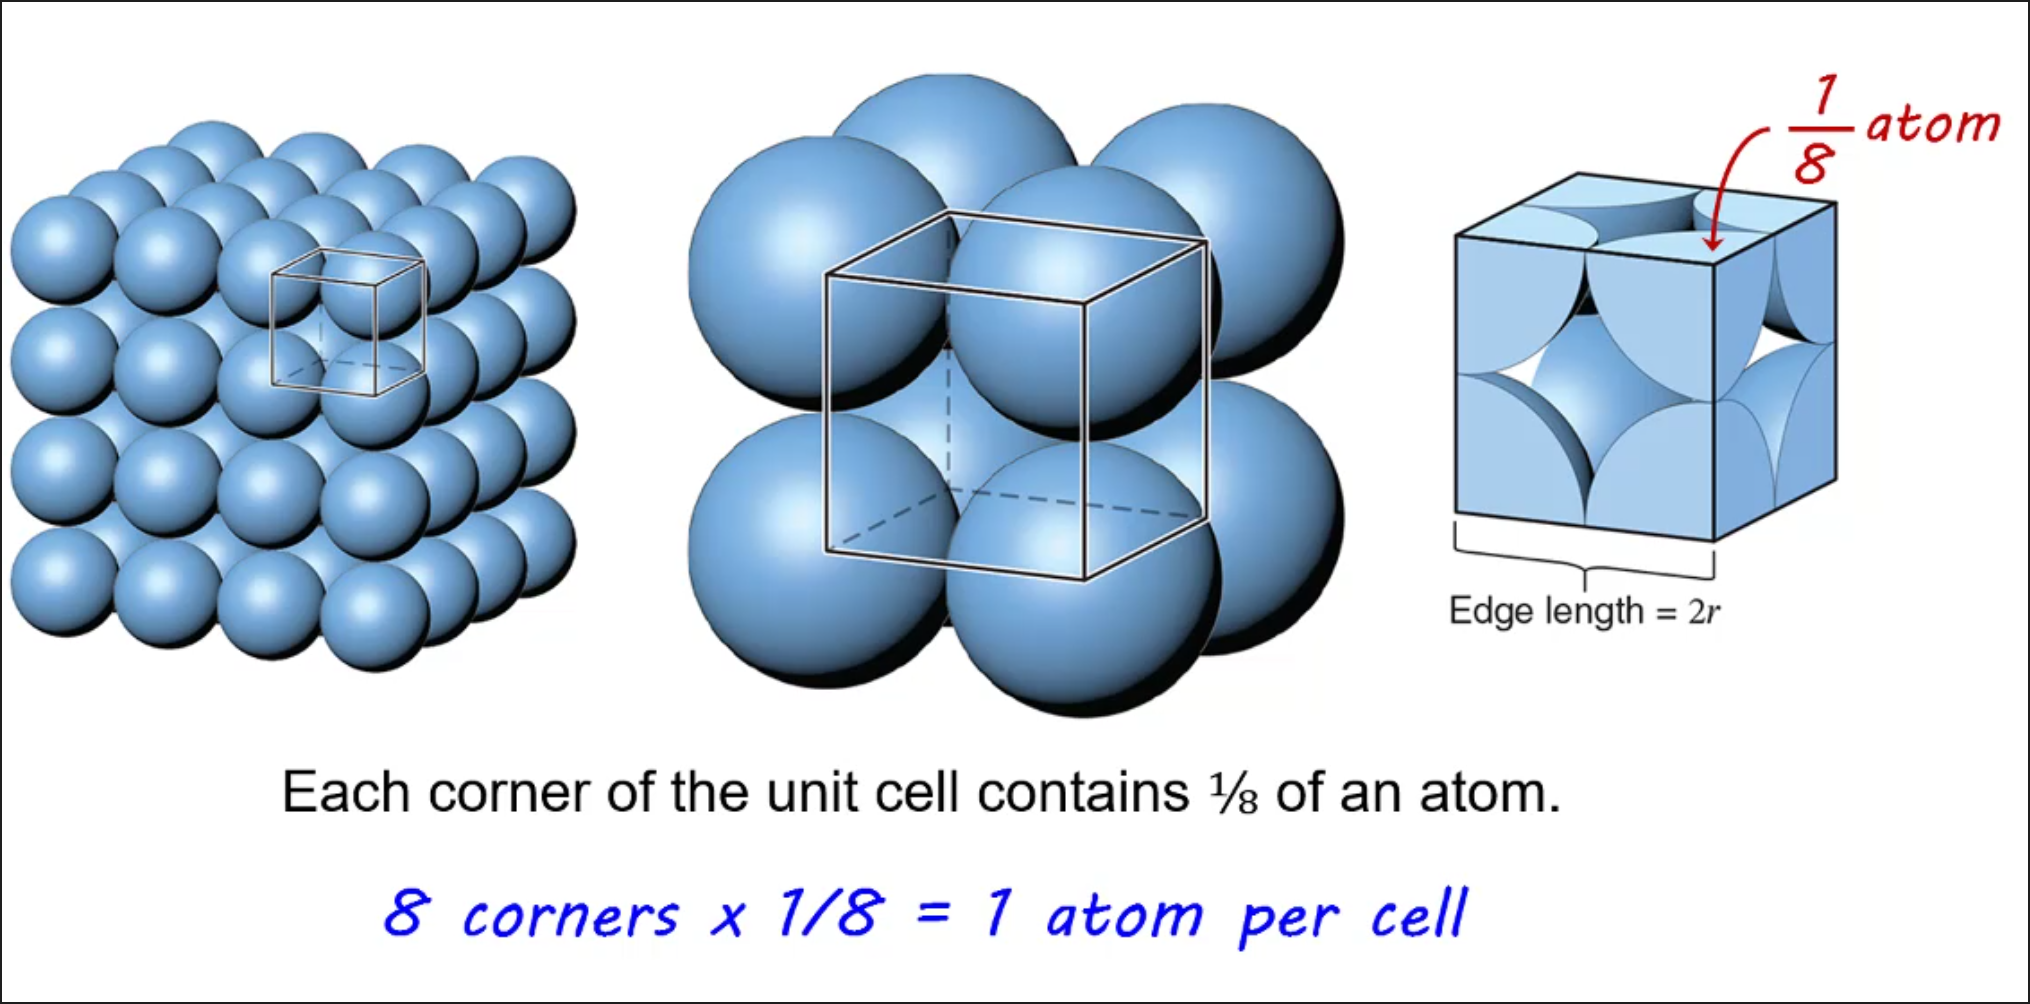 1/8 atom
Edge length = 2r
Each corner of the unit cell contains ⅛ of an atom.
8 corners x 1/8 = 1 atom per cell